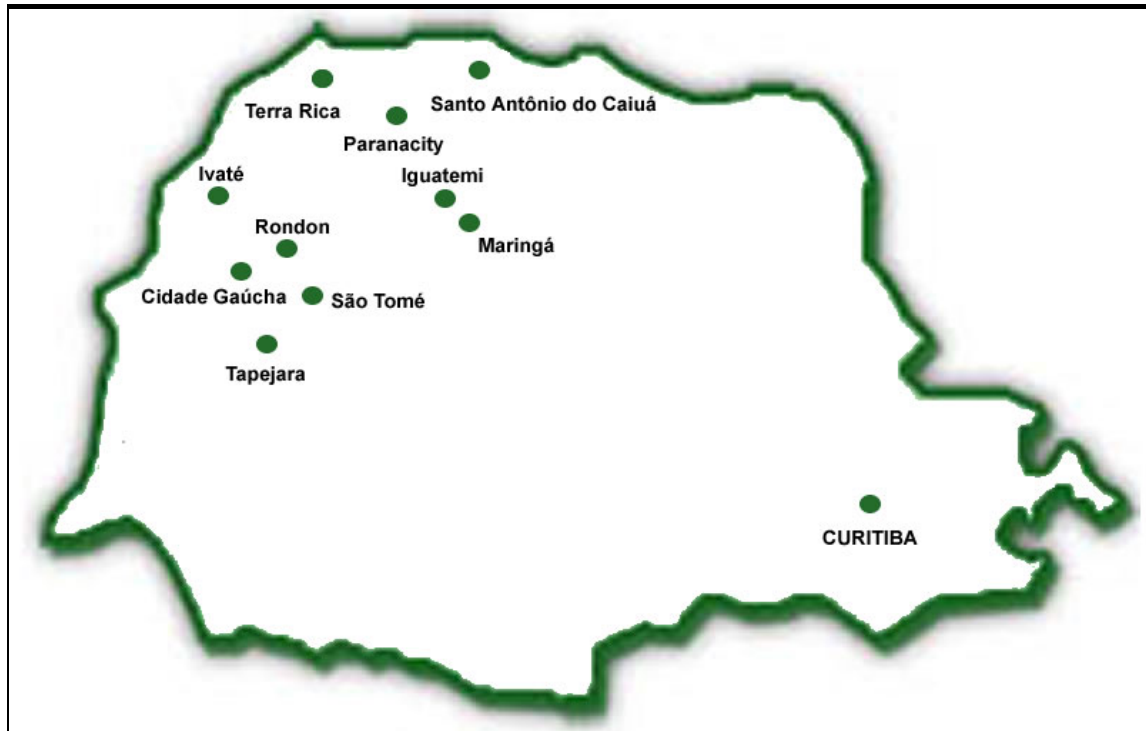 Terra Rica
Santo Antônio do Caiuá
Paranacity
Ivaté
Iguatemi
Rondon
Maringá
Cidade Gaúcha
São Tomé
Tapejara
CURITIBA